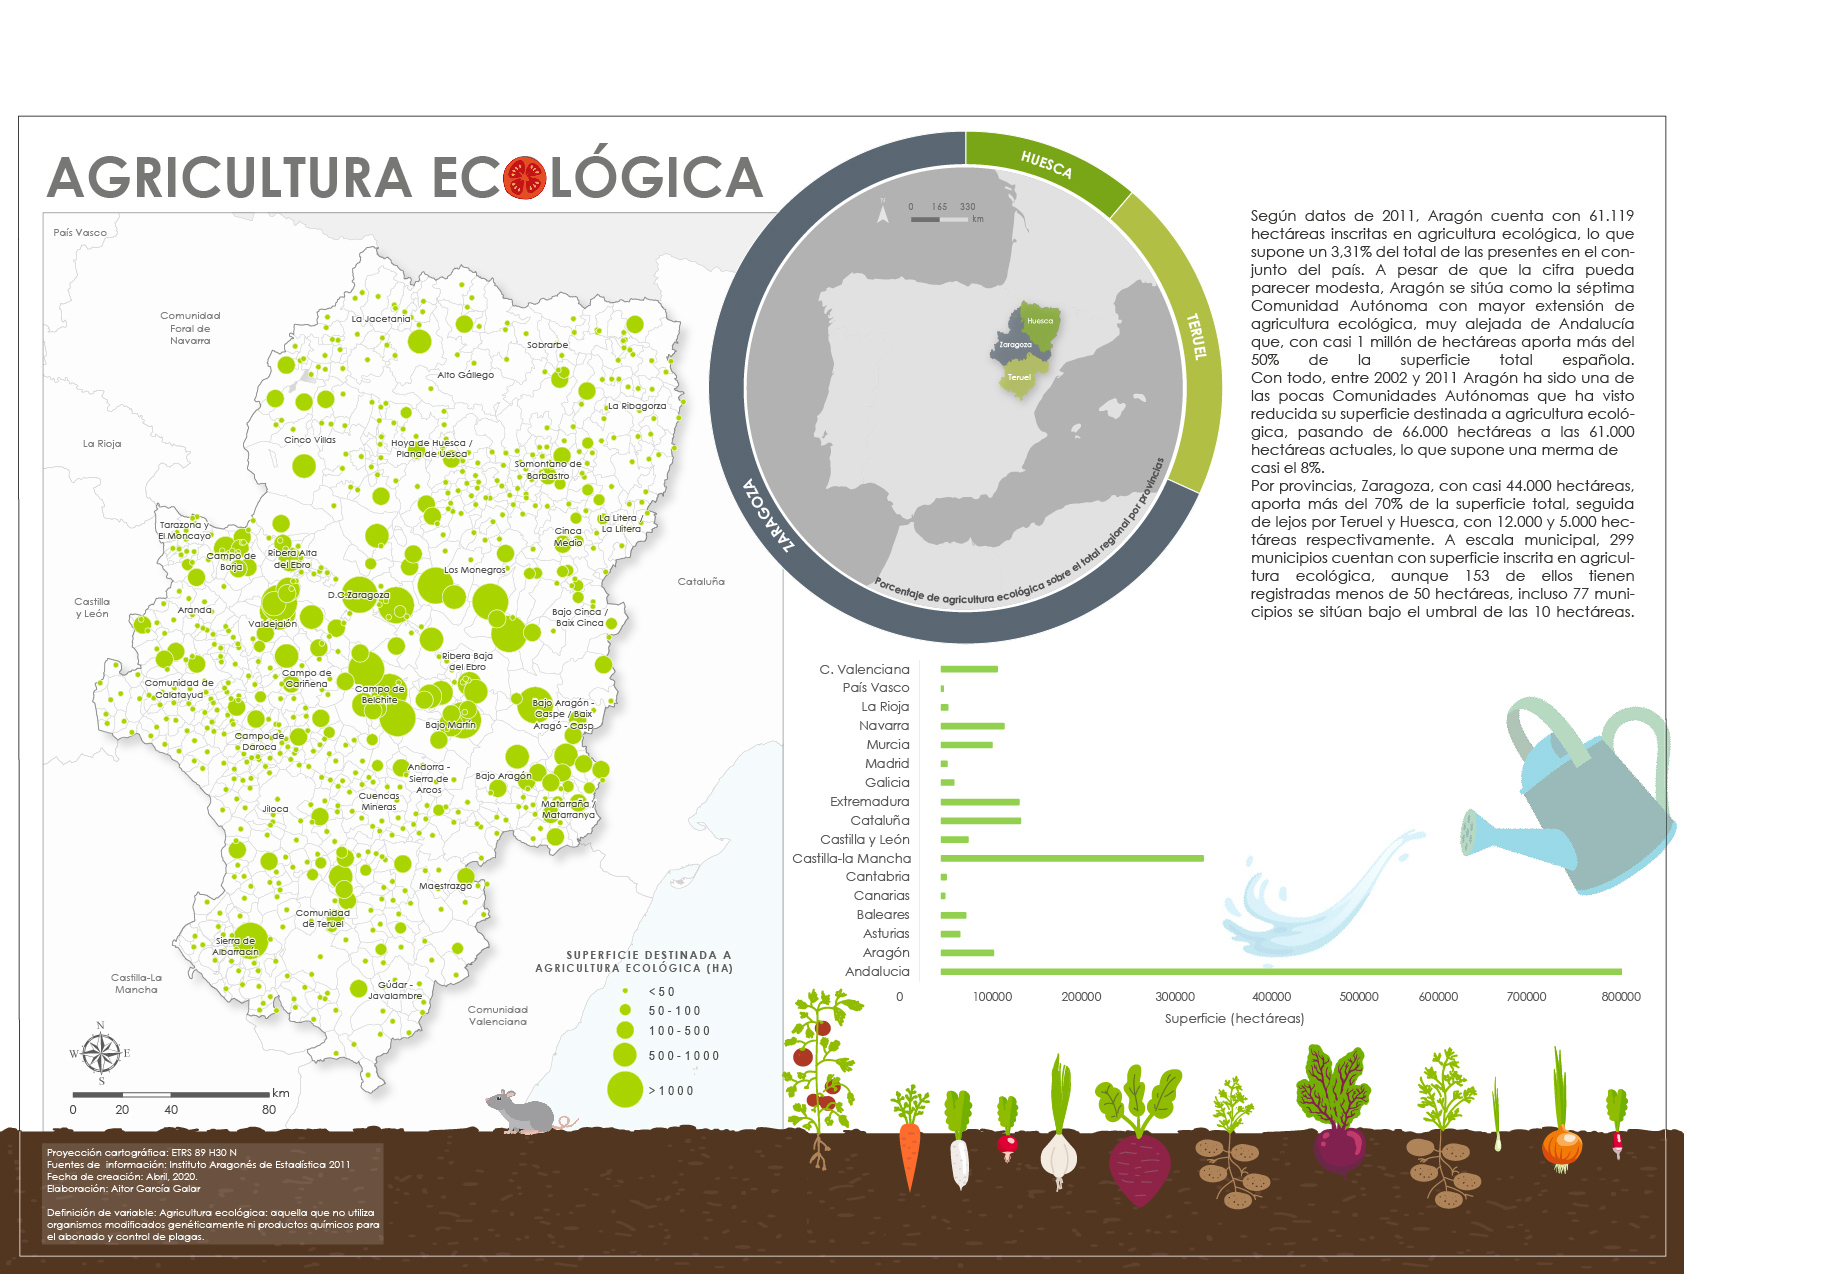 AGRICULTURA ECOLÓGICA
País Vasco
Comunidad
Foral de
Navarra
La Rioja
Castilla
y León
Castilla-La
Mancha
Cataluña
Comunidad
Valenciana
La Jacetania
Sobrarbe
Alto Gállego
La Ribagorza
Cinco Villas
Hoya de Huesca /
Plana de Uesca
Somontano de
Barbastro
Tarazona y
El Moncayo
Campo de
Borja
Ribera Alta
del Ebro
Cinca
Medio
La Litera /
La Llitera
Los Monegros
D.C.Zaragoza
Aranda
Valdejalón
Bajo Cinca /
Baix Cinca
Ribera Baja
del Ebro
Comunidad de
Calatayud
Campo de
Cariñena
Campo de
Belchite
Bajo Martín
Bajo Aragón -
Caspe / Baix
Aragó - Casp
Campo de
Daroca
Andorra -
Sierra de
Arcos
Bajo Aragón
Cuencas
Mineras
Jiloca
Matarraña /
Matarranya
Maestrazgo
Comunidad
de Teruel
Sierra de
Albarracín
Gúdar -
Javalambre
SUPERFICIE DESTINADA A
AGRICULTURA ECOLÓGICA (HA)
<50
50-100
100-500
500-1000
>1000
N
W E
S
km
0 20 40 80
HUESCA
TERUEL
ZARAGOZA
N
0 165 330
km
Huesca
Zaragoza
Teruel
Porcentaje de agricultura ecológica sobre el total regional por provincias
Según datos de 2011, Aragón cuenta con 61.119
hectáreas inscritas en agricultura ecológica, lo que
supone un 3,31% del total de las presentes en el con-
junto del país. A pesar de que la cifra pueda
parecer modesta, Aragón se sitúa como la séptima
Comunidad Autónoma con mayor extensión de
agricultura ecológica, muy alejada de Andalucía
que, con casi 1 millón de hectáreas aporta más del
50% de la superficie total española.
Con todo, entre 2002 y 2011 Aragón ha sido una de
las pocas Comunidades Autónomas que ha visto
reducida su superficie destinada a agricultura ecoló-
gica, pasando de 66.000 hectáreas a las 61.000
hectáreas actuales, lo que supone una merma de
casi el 8%.
Por provincias, Zaragoza, con casi 44.000 hectáreas,
aporta más del 70% de la superficie total, seguida
de lejos por Teruel y Huesca, con 12.000 y 5.000 hec-
táreas respectivamente. A escala municipal, 299
municipios cuentan con superficie inscrita en agricul-
tura ecológica, aunque 153 de ellos tienen
registradas menos de 50 hectáreas, incluso 77 muni-
cipios se sitúan bajo el umbral de las 10 hectáreas.
C. Valenciana
País Vasco
La Rioja
Navarra
Murcia
Madrid
Galicia
Extremadura
Cataluña
Castilla y León
Castilla-la Mancha
Cantabria
Canarias
Baleares
Asturias
Aragón
Andalucia
0 100000 200000 300000 400000 500000 600000 700000 800000
Superficie (hectáreas)
Proyección cartográfica: ETRS 89 H30 N
Fuentes de información: Instituto Aragonés de Estadística 2011
Fecha de creación: Abril, 2020.
Elaboración: Aitor García Galar
Definición de variable: Agricultura ecológica: aquella que no utiliza
organismos modificados genéticamente ni productos químicos para
el abonado y control de plagas.